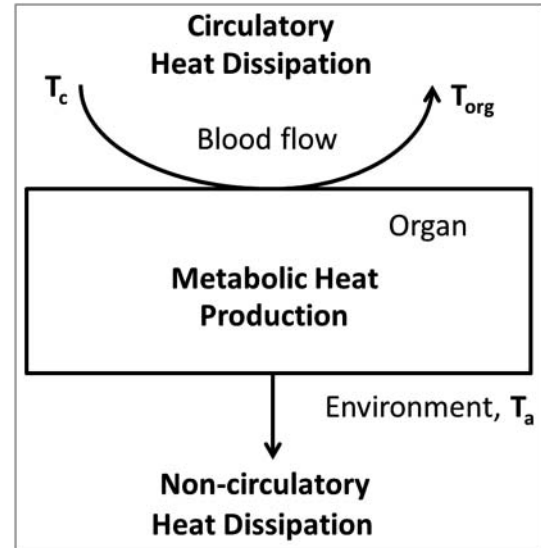 Circulatory
Heat Dissipation
T_c
T_org
Blood flow
Organ
Metabolic Heat
Production
Environment, T_a
Non-circulatory
Heat Dissipation